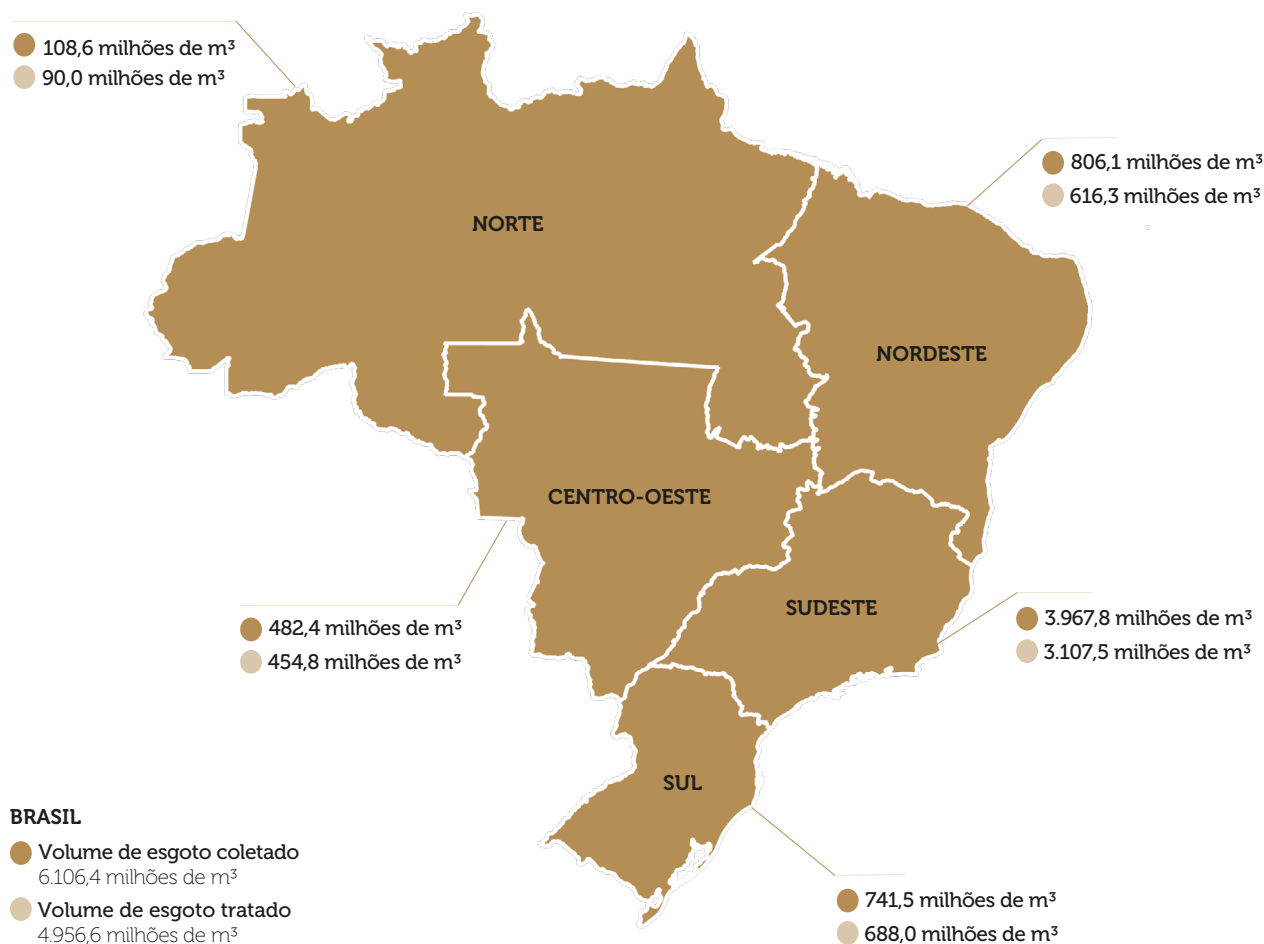 108,6 milhões de m³
90,0 milhões de m³
806,1 milhões de m³
616,3 milhões de m³
NORTE
NORDESTE
CENTRO-OESTE
SUDESTE
482,4 milhões de m³
454,8 milhões de m³
3.967,8 milhões de m³
3.107,5 milhões de m³
SUL
BRASIL
Volume de esgoto coletado
6.106,4 milhões de m³
Volume de esgoto tratado
4.956,6 milhões de m³
741,5 milhões de m³
688,0 milhões de m³